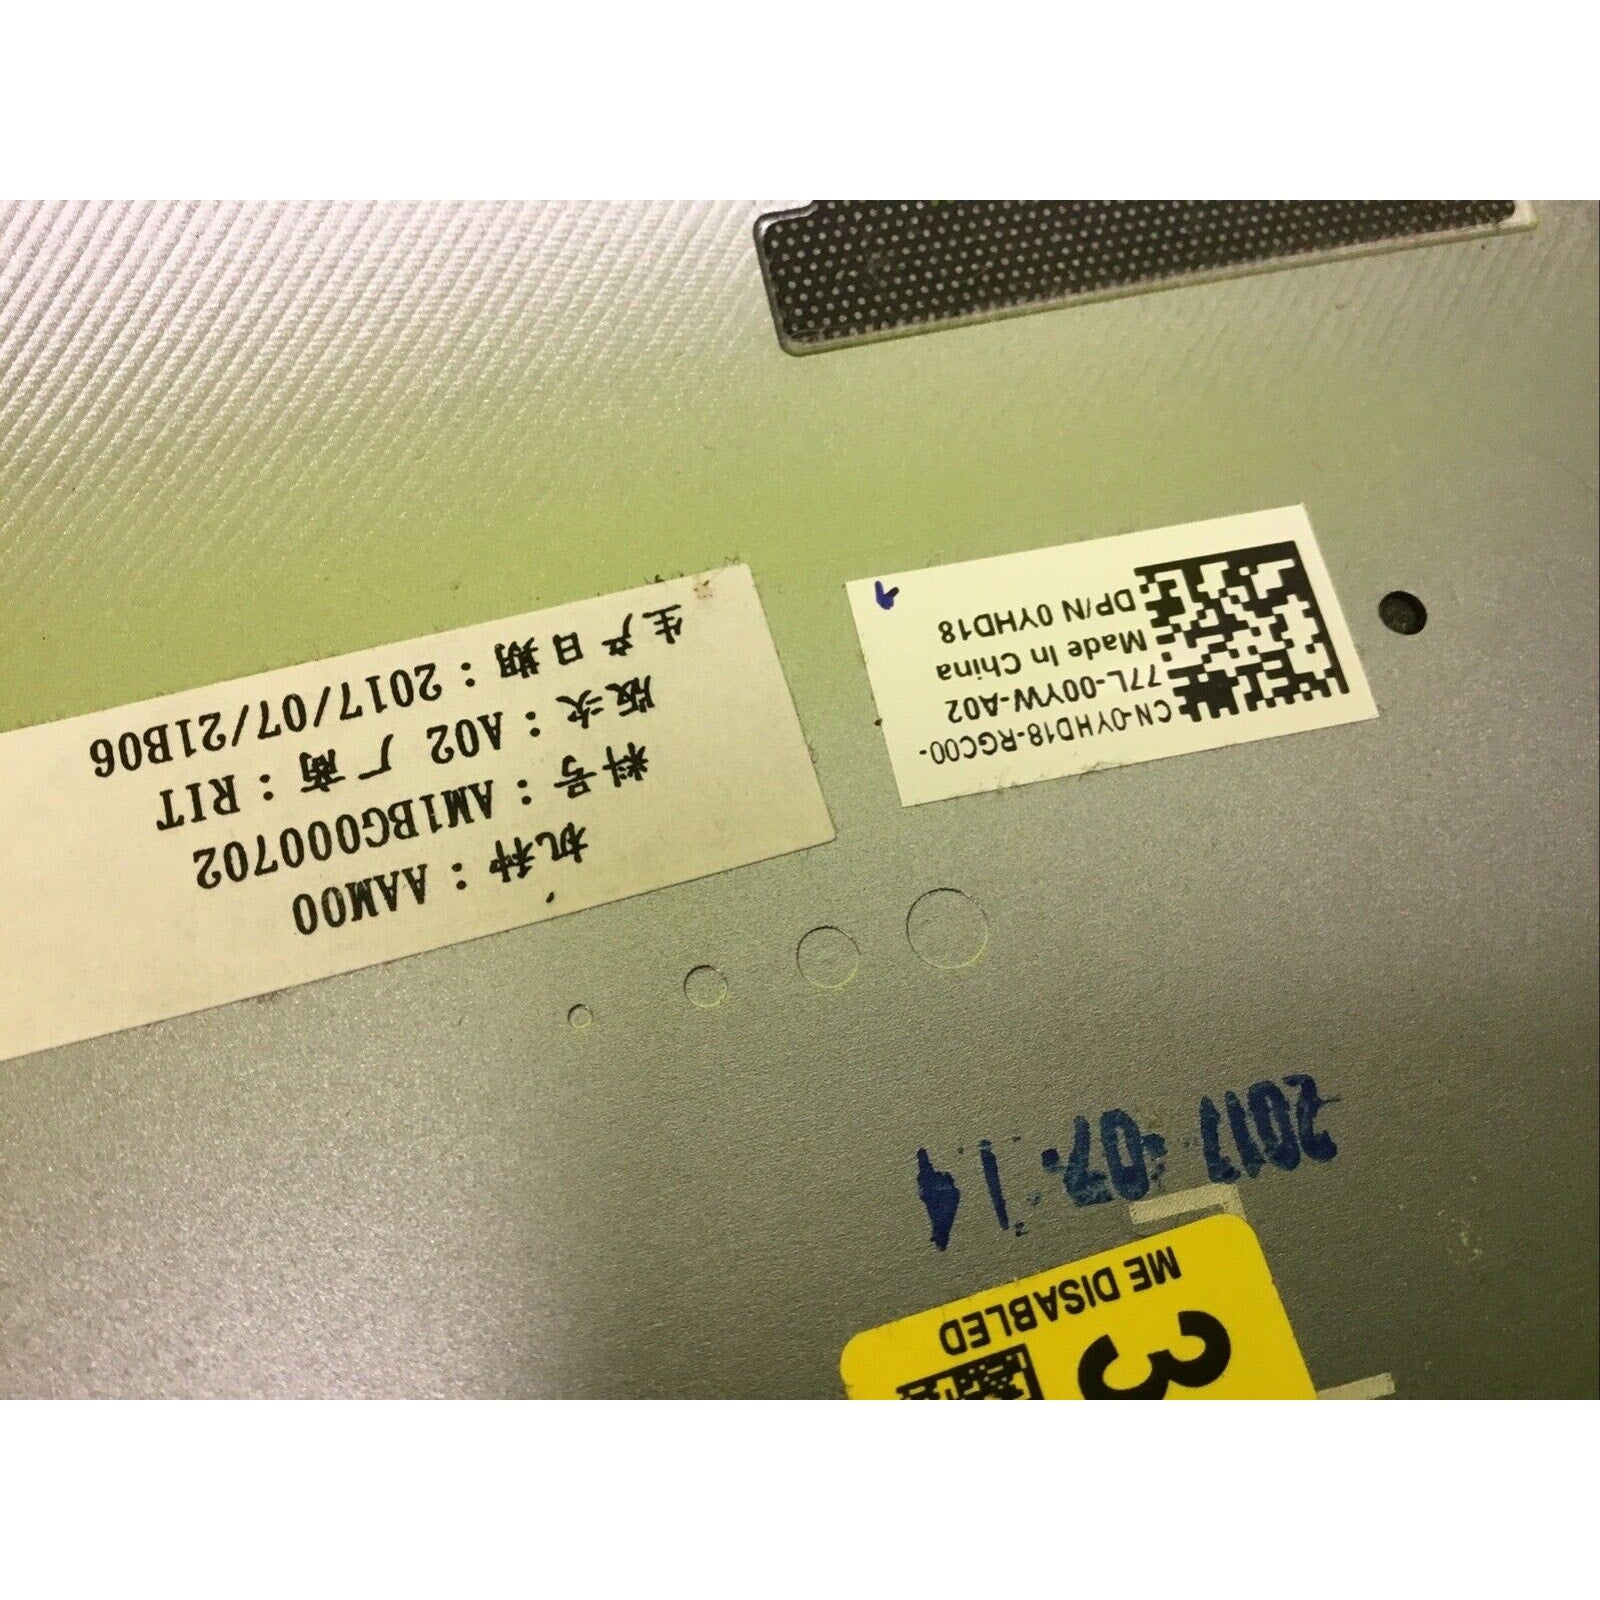 ME DISABLED
3
2017 07 14
机种：AAM00
料号：AM1BG000702
版次：A02 厂商：RIT
生产日期：2017/07/21B06
CN-0YHD18-RGC00-
77L-00YW-A02
Made In China
DP/N 0YHD18